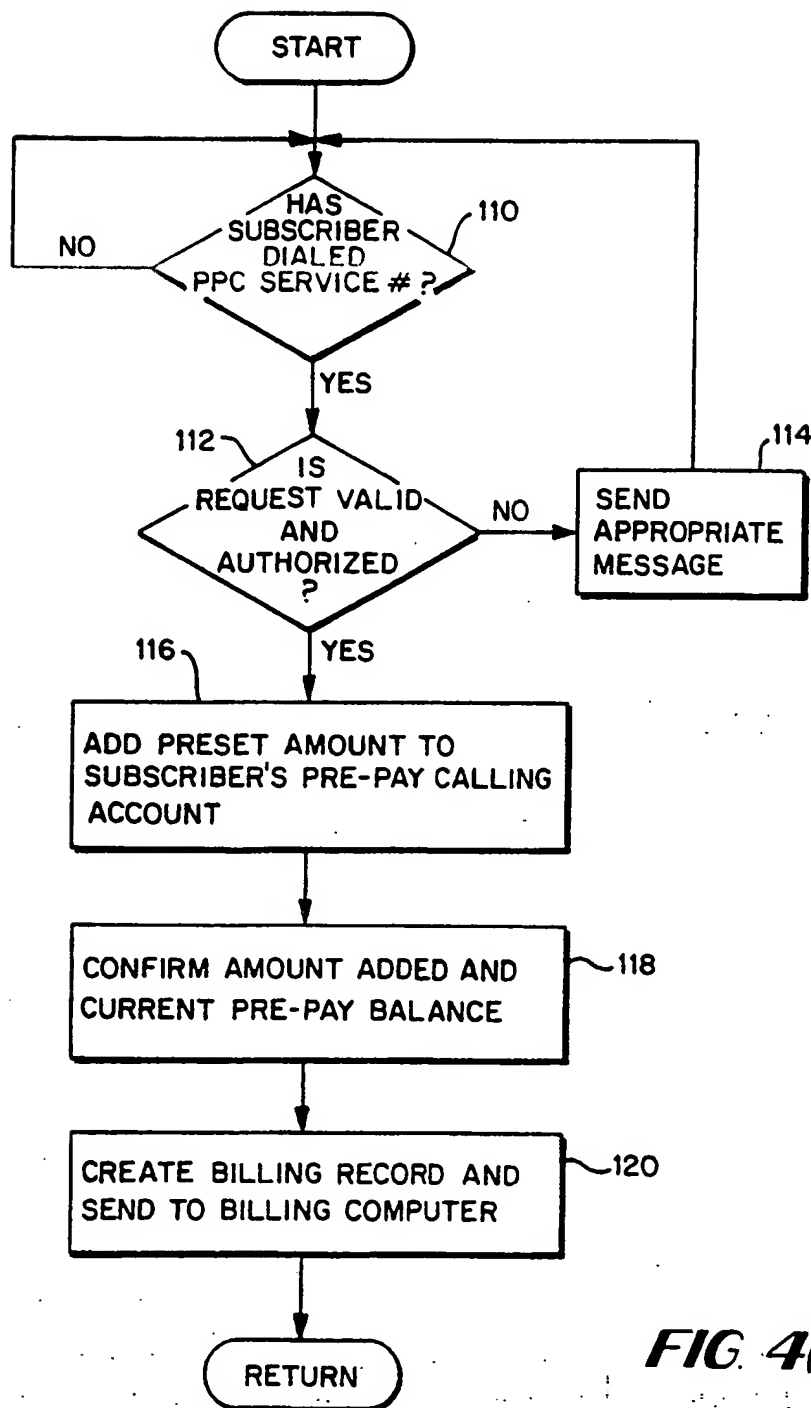 START
HAS
SUBSCRIBER
DIALED
PPC SERVICE # ?
110
NO
YES
112
IS
REQUEST VALID
AND
AUTHORIZED
?
NO
114
SEND
APPROPRIATE
MESSAGE
YES
116
ADD PRESET AMOUNT TO
SUBSCRIBER'S PRE-PAY CALLING
ACCOUNT
CONFIRM AMOUNT ADDED AND
CURRENT PRE-PAY BALANCE
118
CREATE BILLING RECORD AND
SEND TO BILLING COMPUTER
120
RETURN
FIG. 4